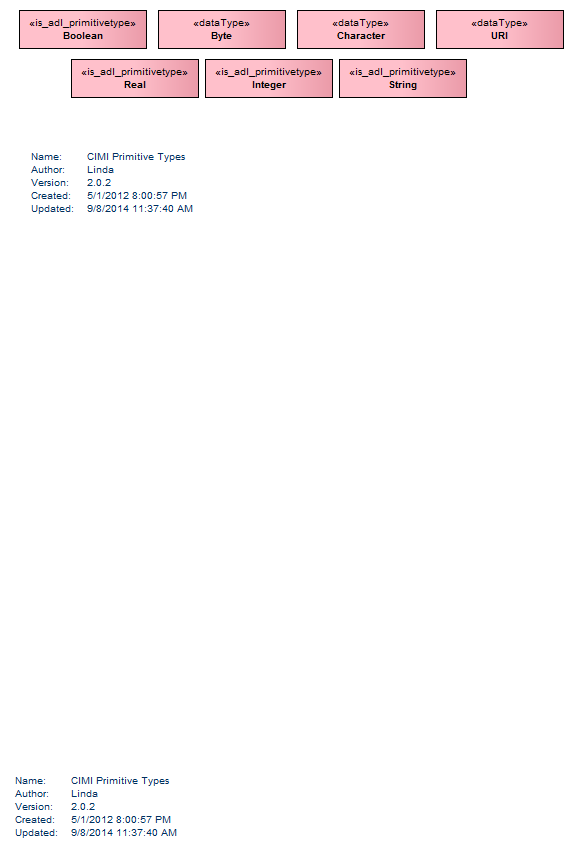 «is_adl_primitivetype» «dataType» «dataType» «dataType»
Boolean Byte Character URI
«is_adl_primitivetype» «is_adl_primitivetype» «is_adl_primitivetype»
Real Integer String
Name: CIMI Primitive Types
Author: Linda
Version: 2.0.2
Created: 5/1/2012 8:00:57 PM
Updated: 9/8/2014 11:37:40 AM
Name: CIMI Primitive Types
Author: Linda
Version: 2.0.2
Created: 5/1/2012 8:00:57 PM
Updated: 9/8/2014 11:37:40 AM